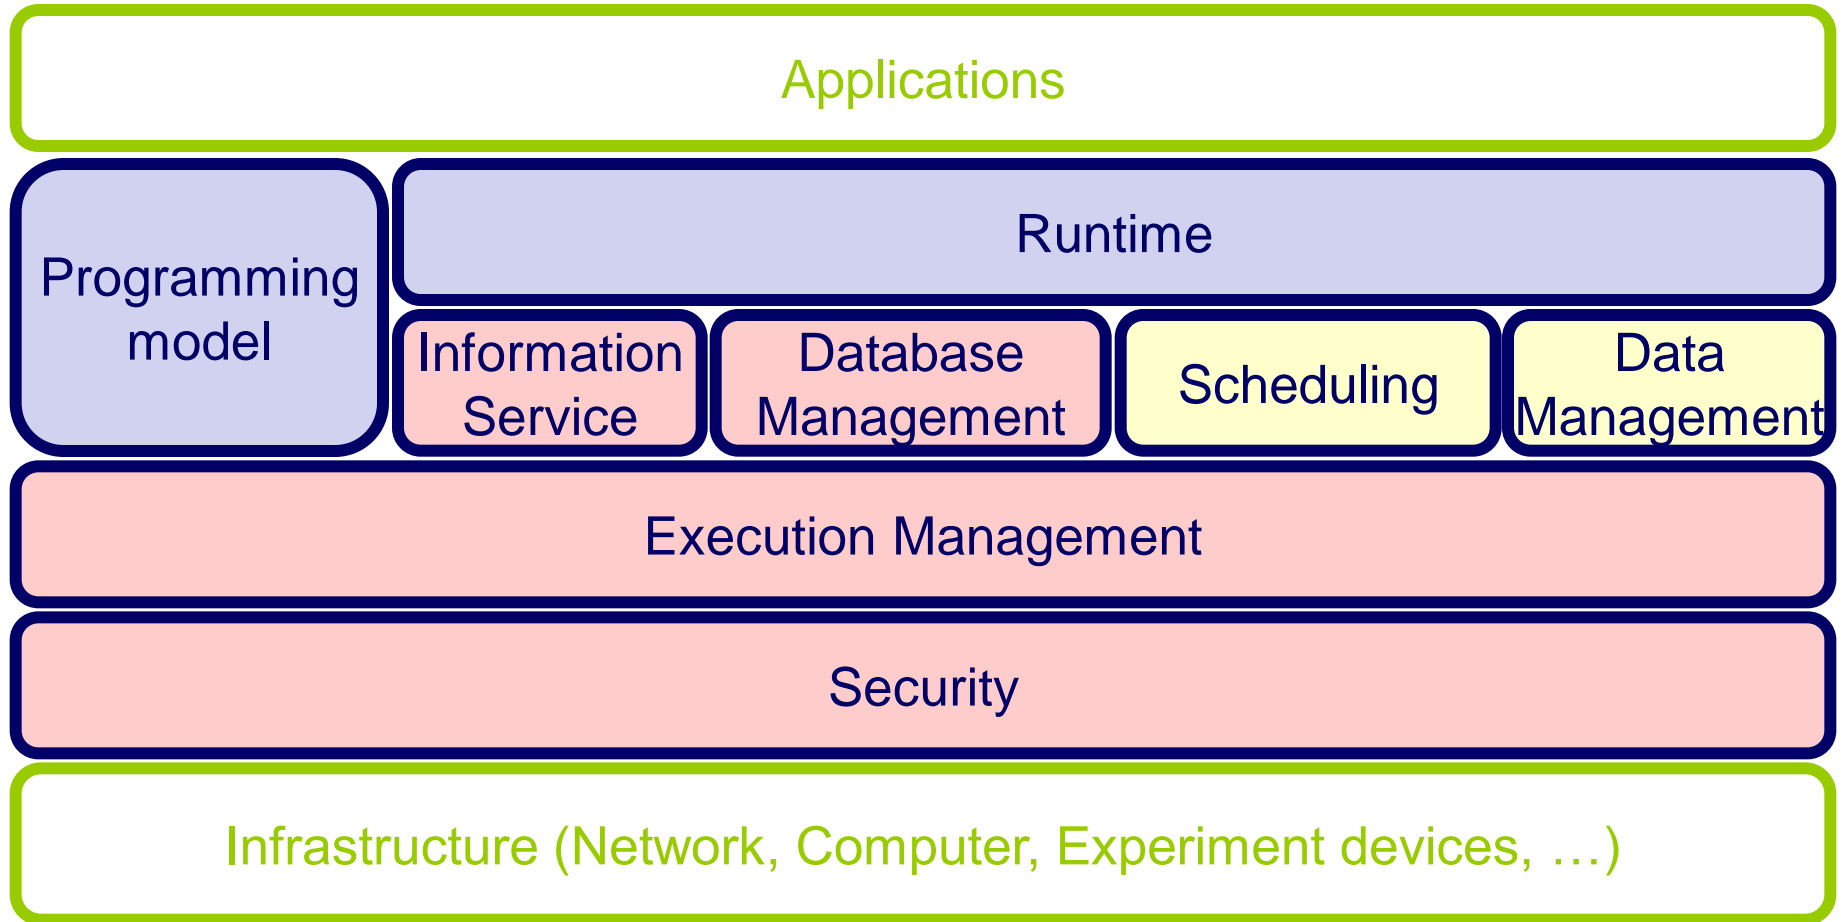 Applications
Programming
model
Runtime
Information
Service
Database
Management
Scheduling
Data
Management
Execution Management
Security
Infrastructure (Network, Computer, Experiment devices, …)